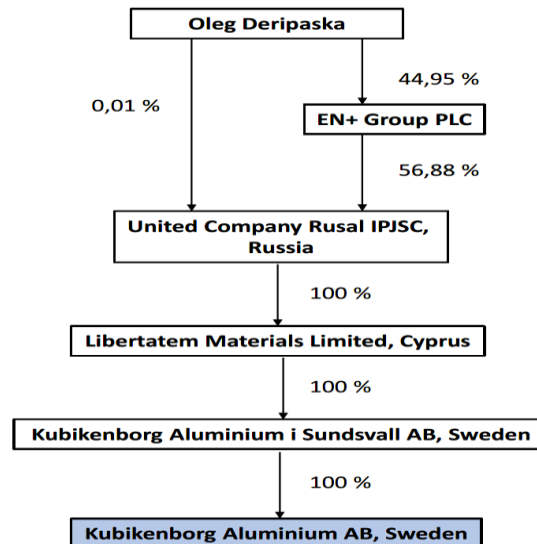 Oleg Deripaska
0,01 %
44,95 %
EN+ Group PLC
56,88 %
United Company Rusal IPJSC,
Russia
100 %
Libertatem Materials Limited, Cyprus
100 %
Kubikenborg Aluminium i Sundsvall AB, Sweden
100 %
Kubikenborg Aluminium AB, Sweden